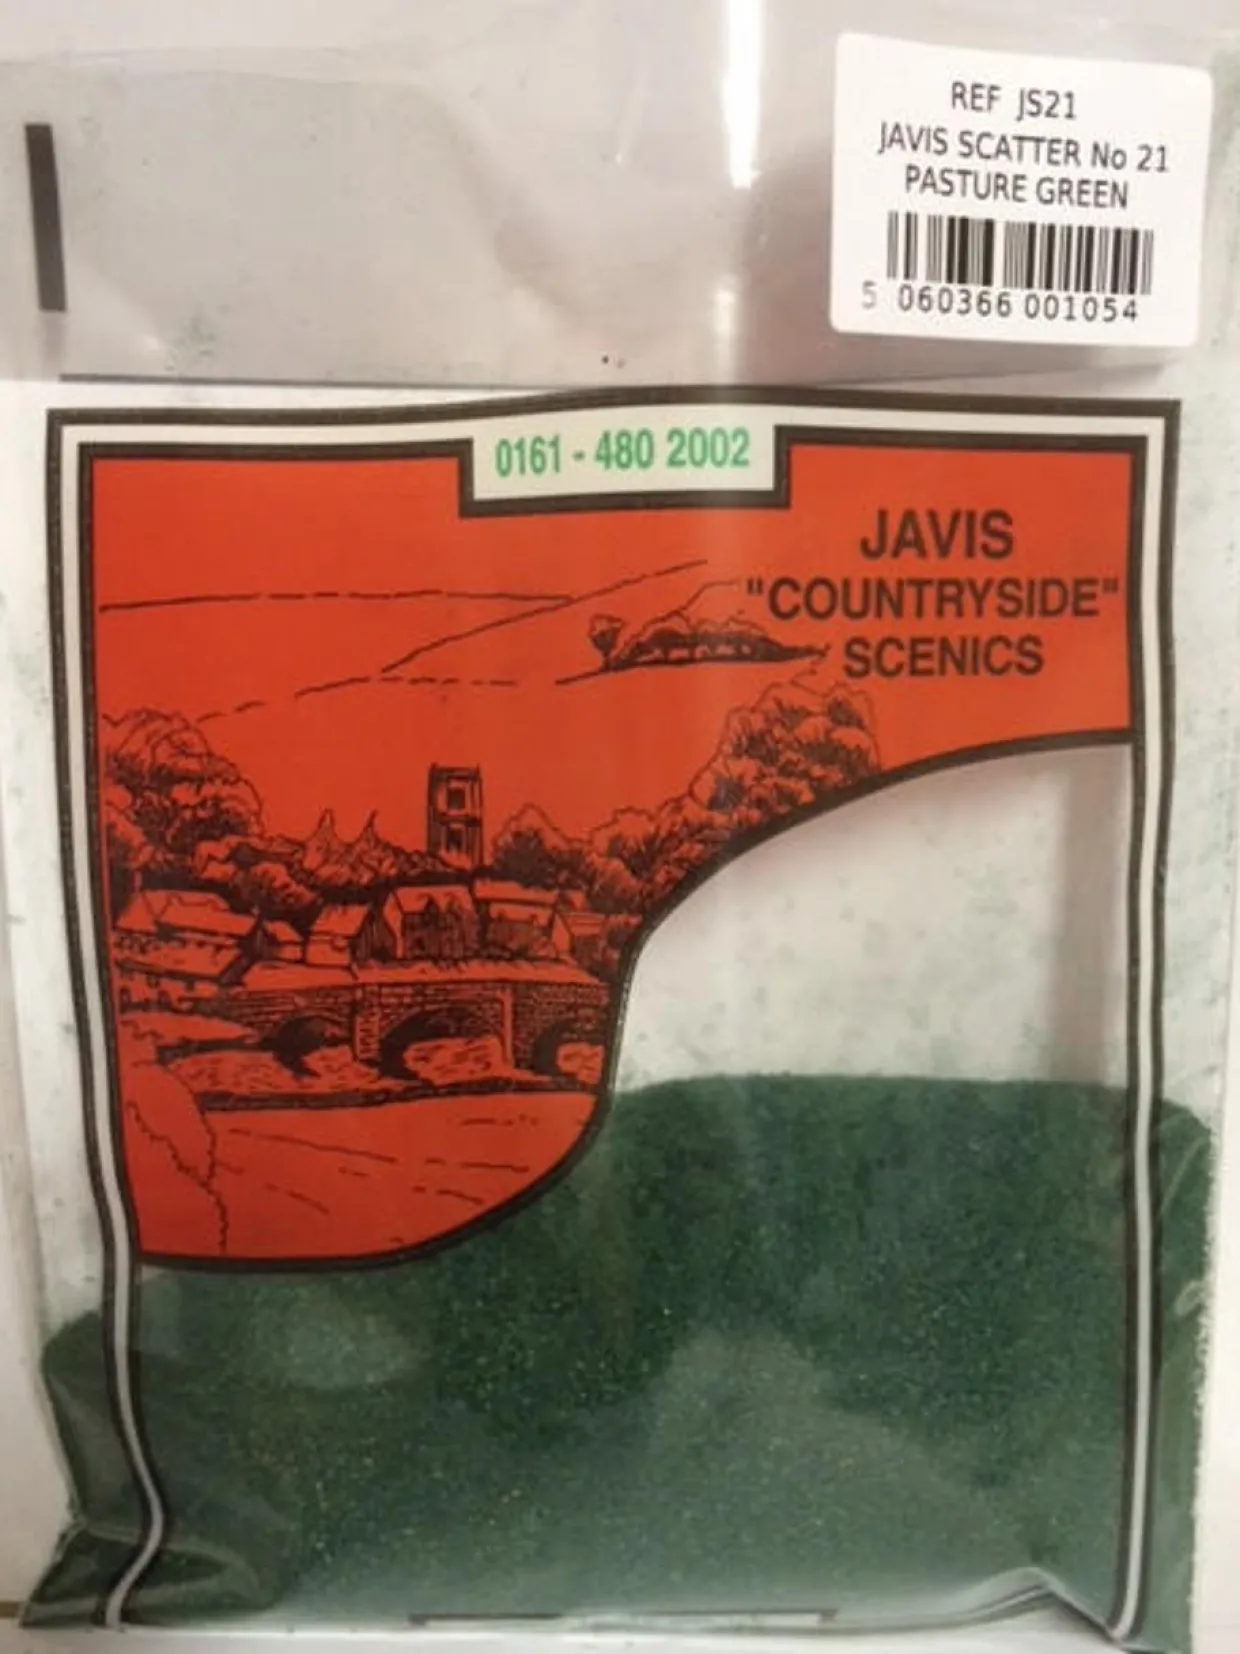 REF JS21
JAVIS SCATTER No 21
PASTURE GREEN
5 060366 001054
0161 - 480 2002
JAVIS
"COUNTRYSIDE"
SCENICS